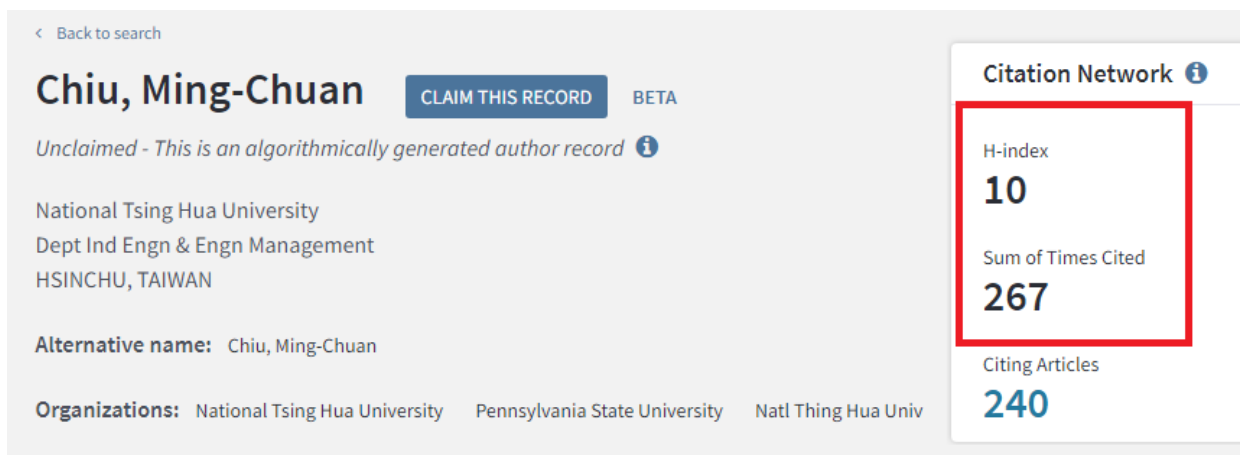 < Back to search
Chiu, Ming-Chuan CLAIM THIS RECORD BETA
Unclaimed - This is an algorithmically generated author record
National Tsing Hua University
Dept Ind Engn & Engn Management
HSINCHU, TAIWAN
Alternative name: Chiu, Ming-Chuan
Organizations: National Tsing Hua University Pennsylvania State University Natl Thing Hua Univ
Citation Network
H-index
10
Sum of Times Cited
267
Citing Articles
240